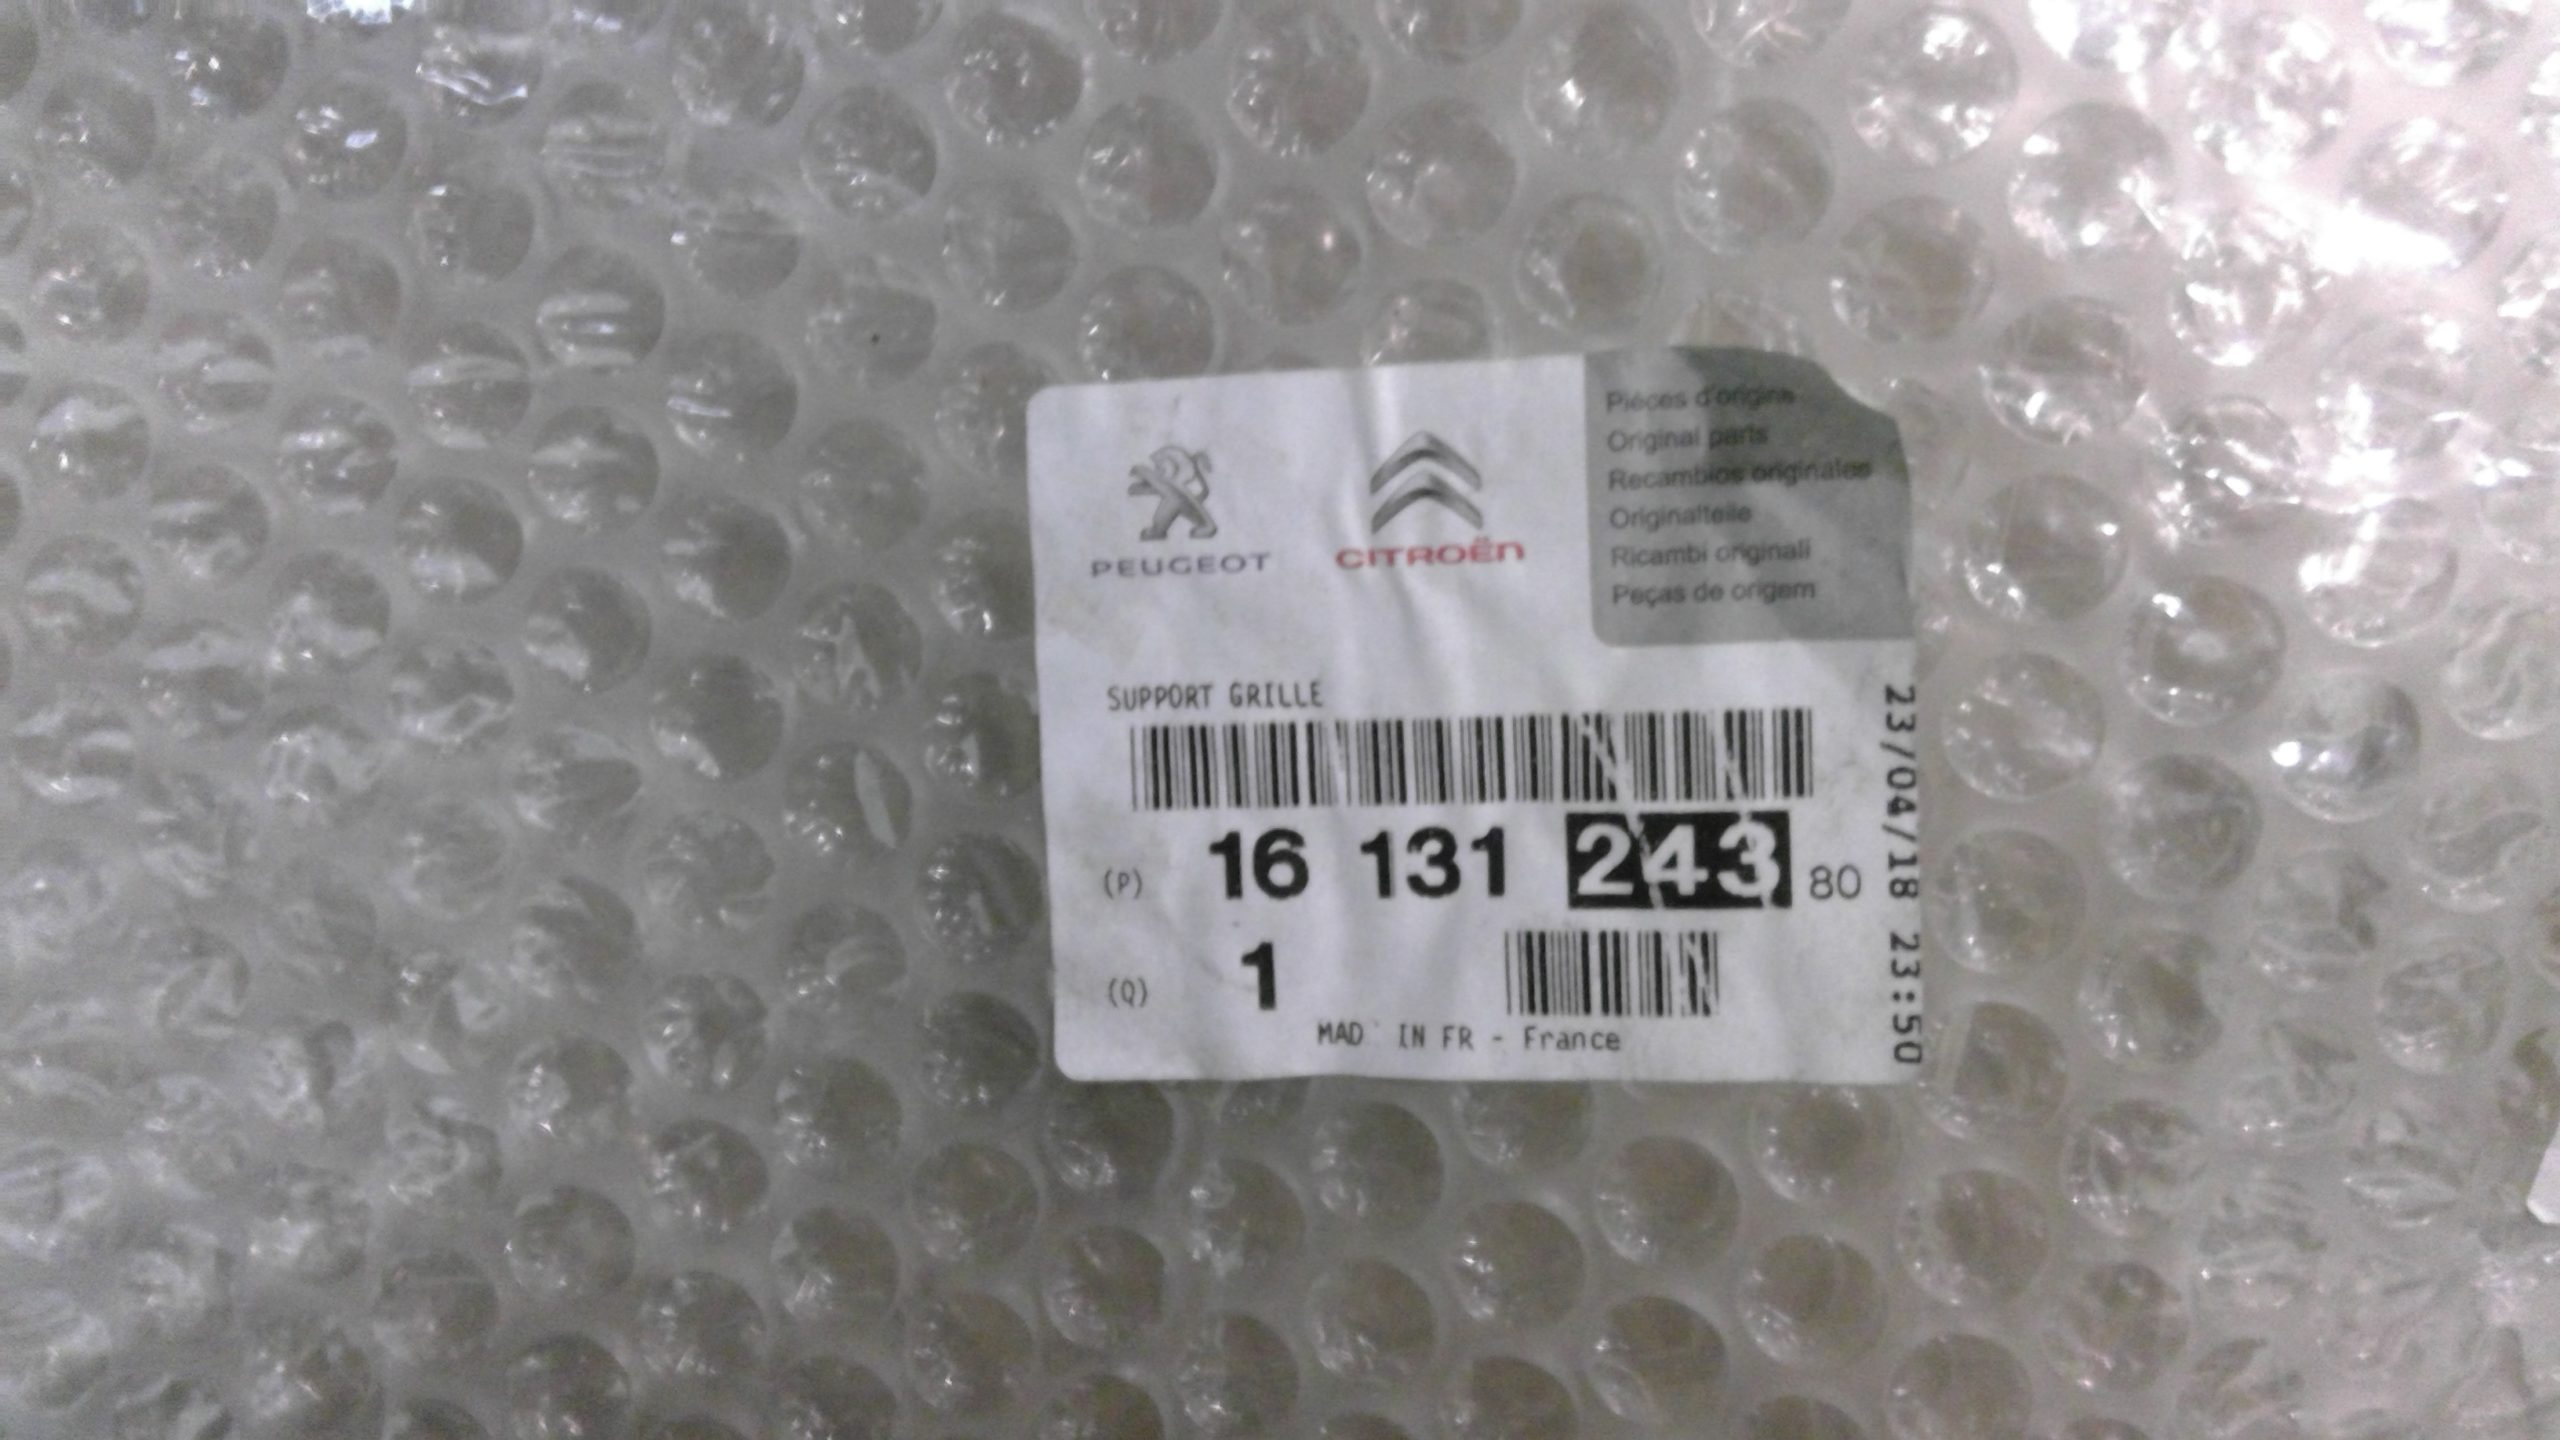 PEUGEOT
CITROËN
Pièces d'origine
Original parts
Recambios originales
Originalteile
Ricambi originali
Peças de origem
SUPPORT GRILLE
(P) 16 131 243 80
(Q) 1
MAD IN FR - France
23/04/18 23:50